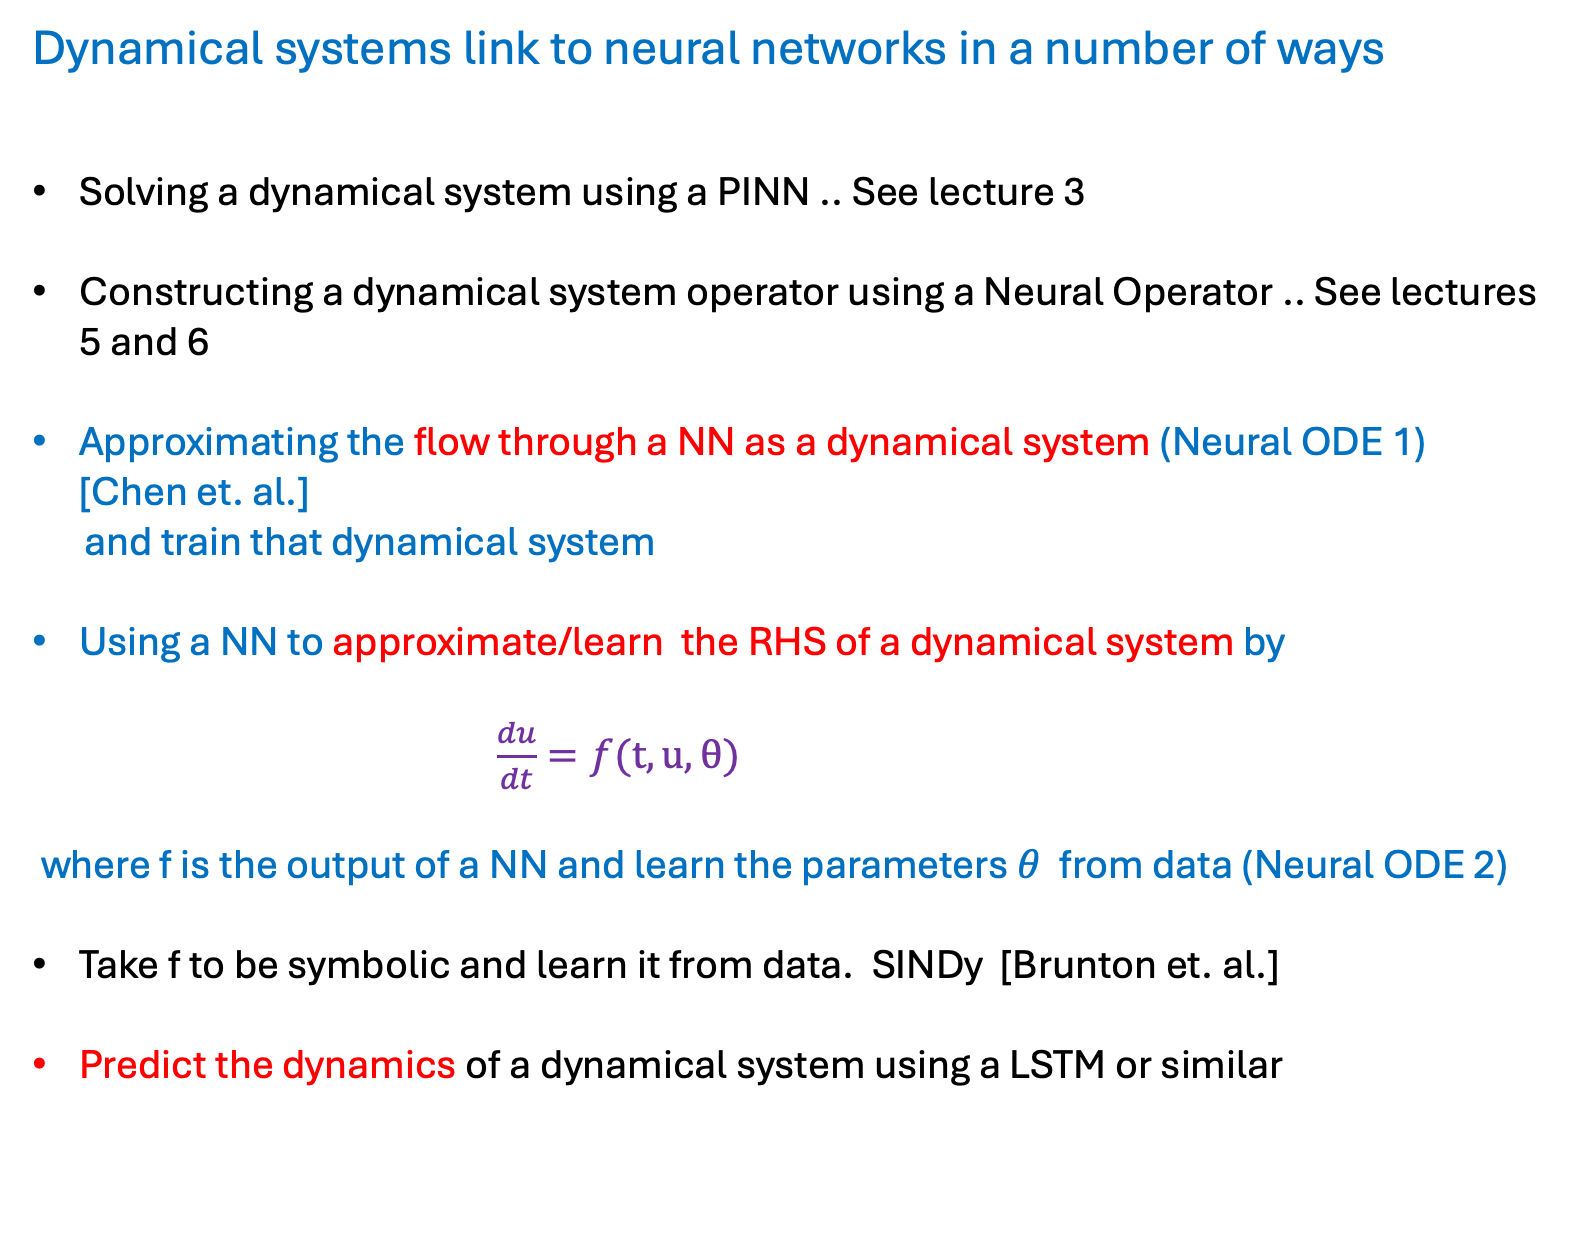 Dynamical systems link to neural networks in a number of ways
• Solving a dynamical system using a PINN .. See lecture 3
• Constructing a dynamical system operator using a Neural Operator .. See lectures
5 and 6
• Approximating the flow through a NN as a dynamical system (Neural ODE 1)
[Chen et. al.]
and train that dynamical system
• Using a NN to approximate/learn  the RHS of a dynamical system by
du/dt = f(t, u, θ)
where f is the output of a NN and learn the parameters θ  from data (Neural ODE 2)
• Take f to be symbolic and learn it from data.  SINDy  [Brunton et. al.]
• Predict the dynamics of a dynamical system using a LSTM or similar